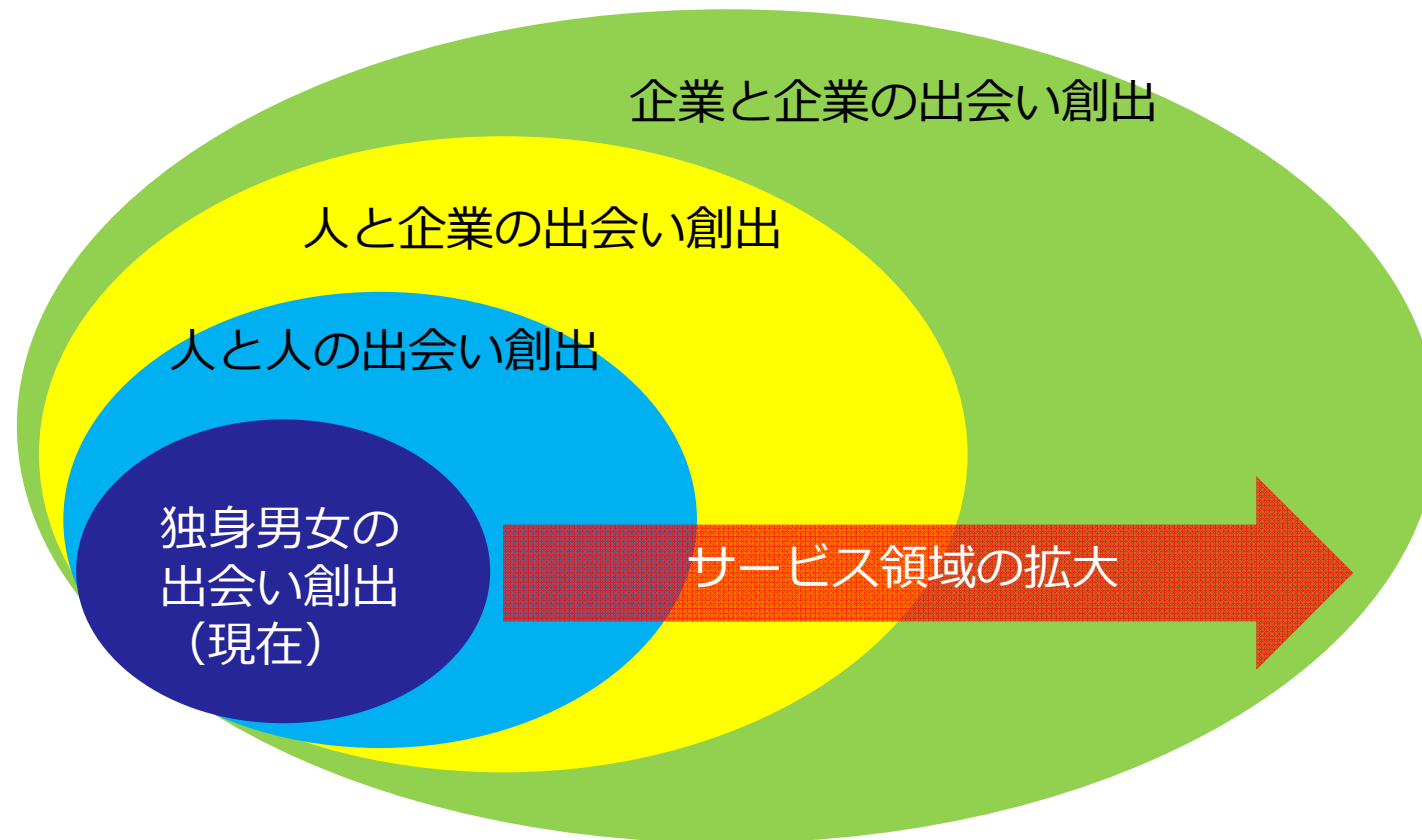 企業と企業の出会い創出
人と企業の出会い創出
人と人の出会い創出
独身男女の
出会い創出
（現在）
サービス領域の拡大